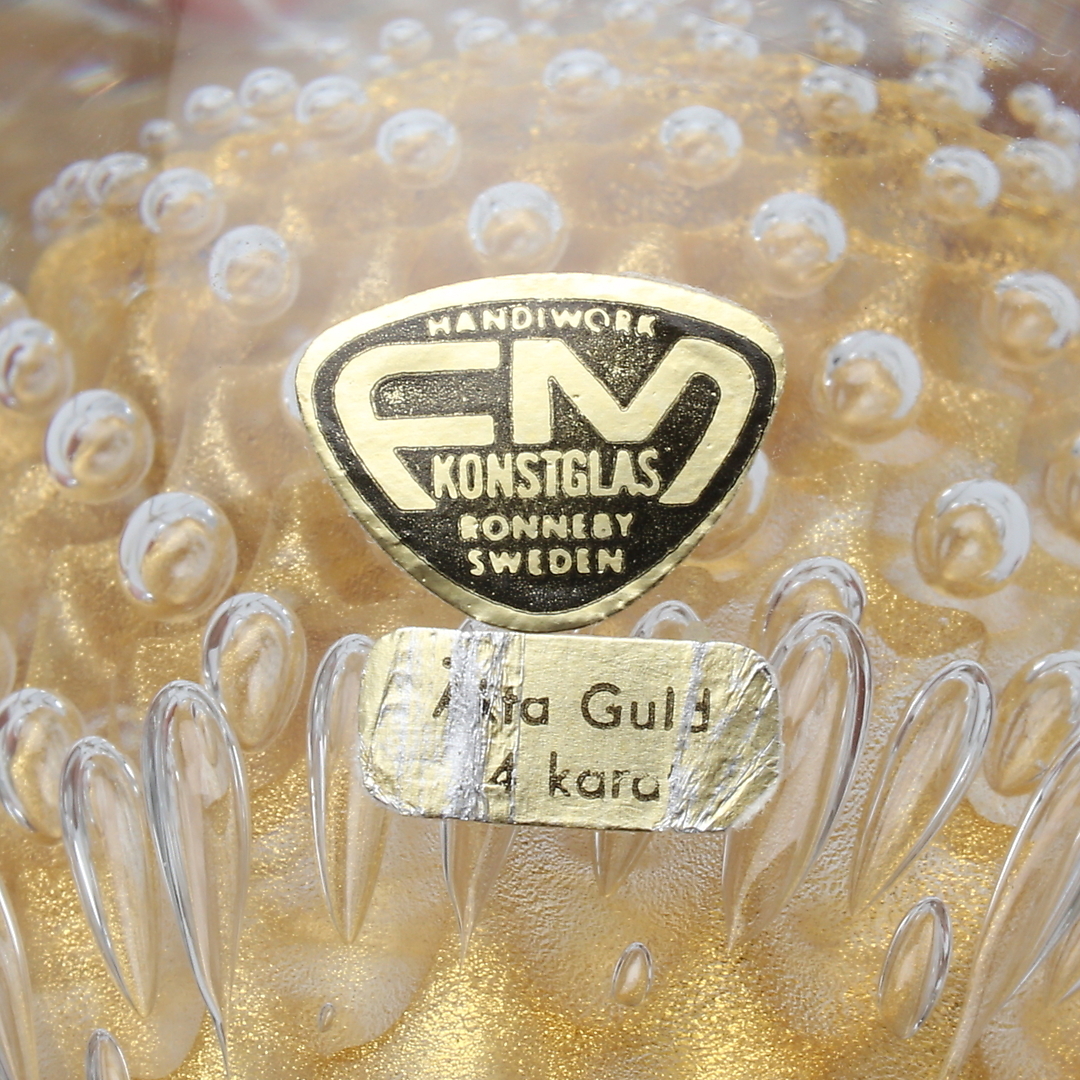 HANDIWORK
FM
KONSTGLAS
RONNEBY
SWEDEN
Äkta Guld
4 kara